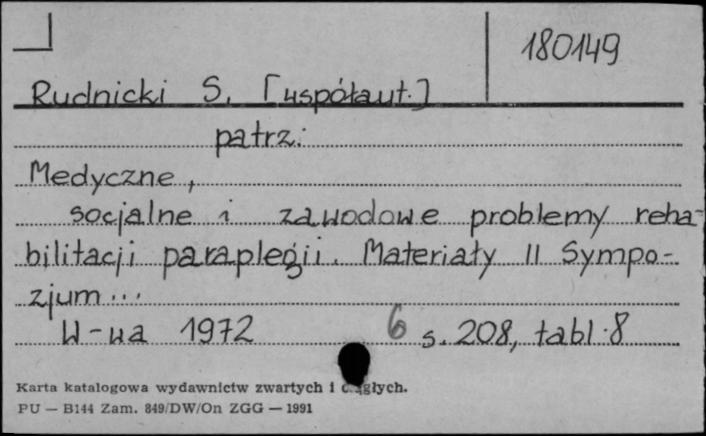 180149
Rudnicki S. [współaut.]
patrz:
Medyczne,
socjalne i zawodowe problemy reha-
bilitacji paraplegii. Materiały II Sympo-
zjum...
W-wa 1972 6 s. 208, tabl. 8
Karta katalogowa wydawnictw zwartych i ciągłych.
PU — B144 Zam. 849/DW/On ZGG — 1991